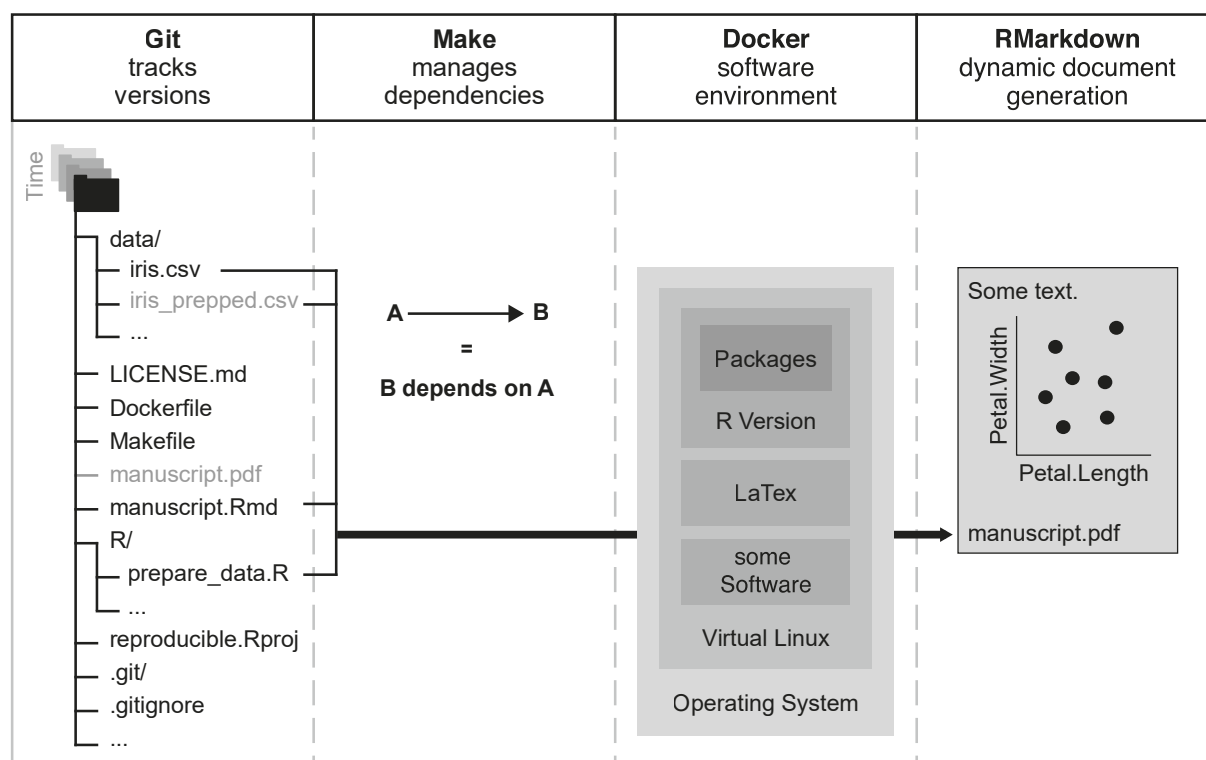 Git
tracks
versions
Make
manages
dependencies
Docker
software
environment
RMarkdown
dynamic document
generation
Time
data/
iris.csv
iris_prepped.csv
...
LICENSE.md
Dockerfile
Makefile
manuscript.pdf
manuscript.Rmd
R/
prepare_data.R
...
reproducible.Rproj
.git/
.gitignore
...
A B
=
B depends on A
Packages
R Version
LaTex
some
Software
Virtual Linux
Operating System
Some text.
Petal.Width
Petal.Length
manuscript.pdf